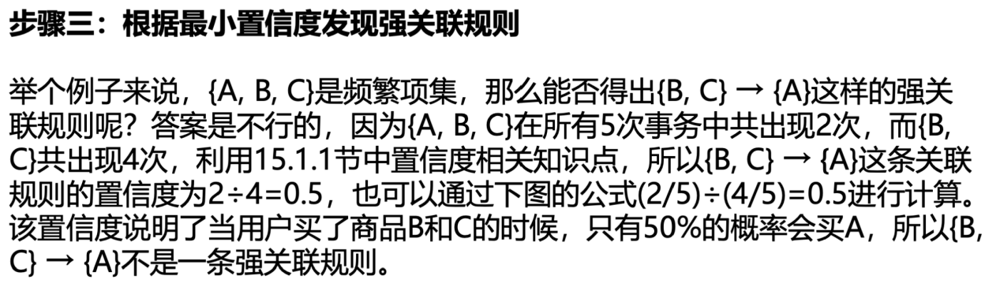 步骤三：根据最小置信度发现强关联规则
举个例子来说，{A, B, C}是频繁项集，那么能否得出{B, C} → {A}这样的强关
联规则呢？答案是不行的，因为{A, B, C}在所有5次事务中共出现2次，而{B,
C}共出现4次，利用15.1.1节中置信度相关知识点，所以{B, C} → {A}这条关联
规则的置信度为2÷4=0.5，也可以通过下图的公式(2/5)÷(4/5)=0.5进行计算。
该置信度说明了当用户买了商品B和C的时候，只有50%的概率会买A，所以{B,
C} → {A}不是一条强关联规则。